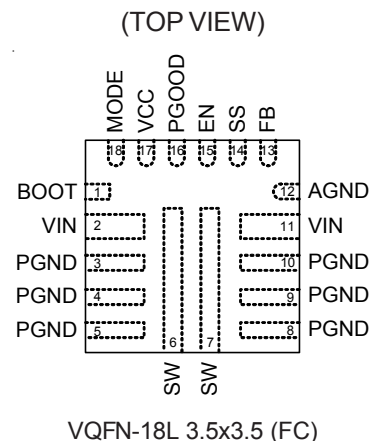 (TOP VIEW)
MODE VCC PGOOD EN SS FB
18 17 16 15 14 13
BOOT 1 12 AGND
VIN 2 11 VIN
PGND 3 10 PGND
PGND 4 9 PGND
PGND 5 8 PGND
6 7
SW SW
VQFN-18L 3.5x3.5 (FC)